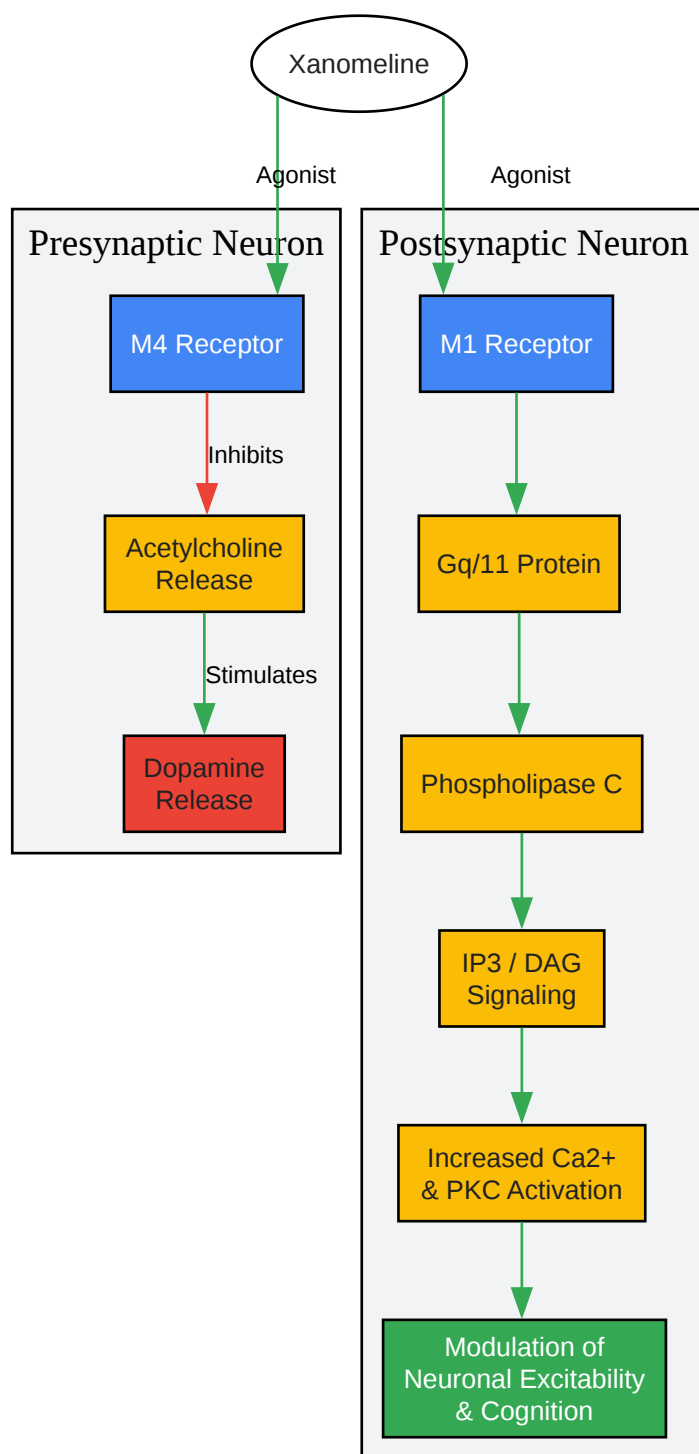 Xanomeline
Agonist
Agonist
Presynaptic Neuron
M4 Receptor
Inhibits
Acetylcholine
Release
Stimulates
Dopamine
Release
Postsynaptic Neuron
M1 Receptor
Gq/11 Protein
Phospholipase C
IP3 / DAG
Signaling
Increased Ca2+
& PKC Activation
Modulation of
Neuronal Excitability
& Cognition